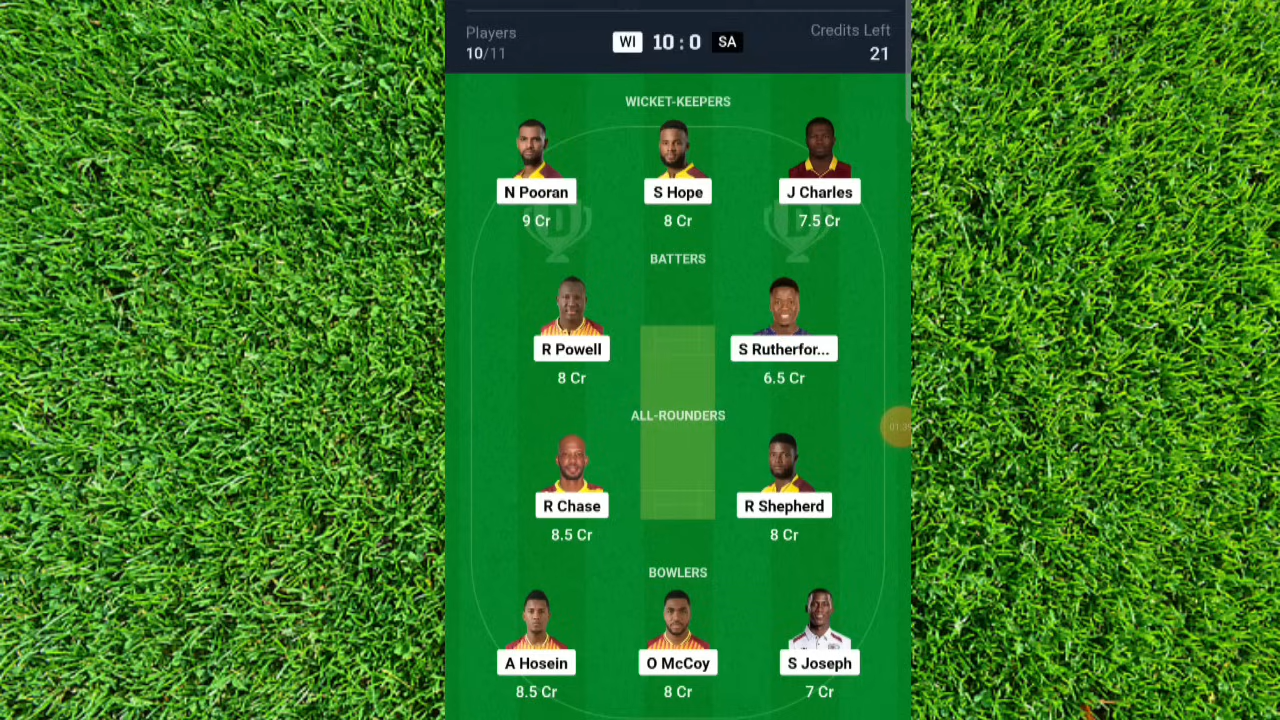 Players
10/11
WI 10 : 0 SA
Credits Left
21
WICKET-KEEPERS
N Pooran
S Hope
J Charles
9 Cr
8 Cr
7.5 Cr
BATTERS
R Powell
S Rutherfor...
8 Cr
6.5 Cr
ALL-ROUNDERS
R Chase
R Shepherd
8.5 Cr
8 Cr
BOWLERS
A Hosein
O McCoy
S Joseph
8.5 Cr
8 Cr
7 Cr